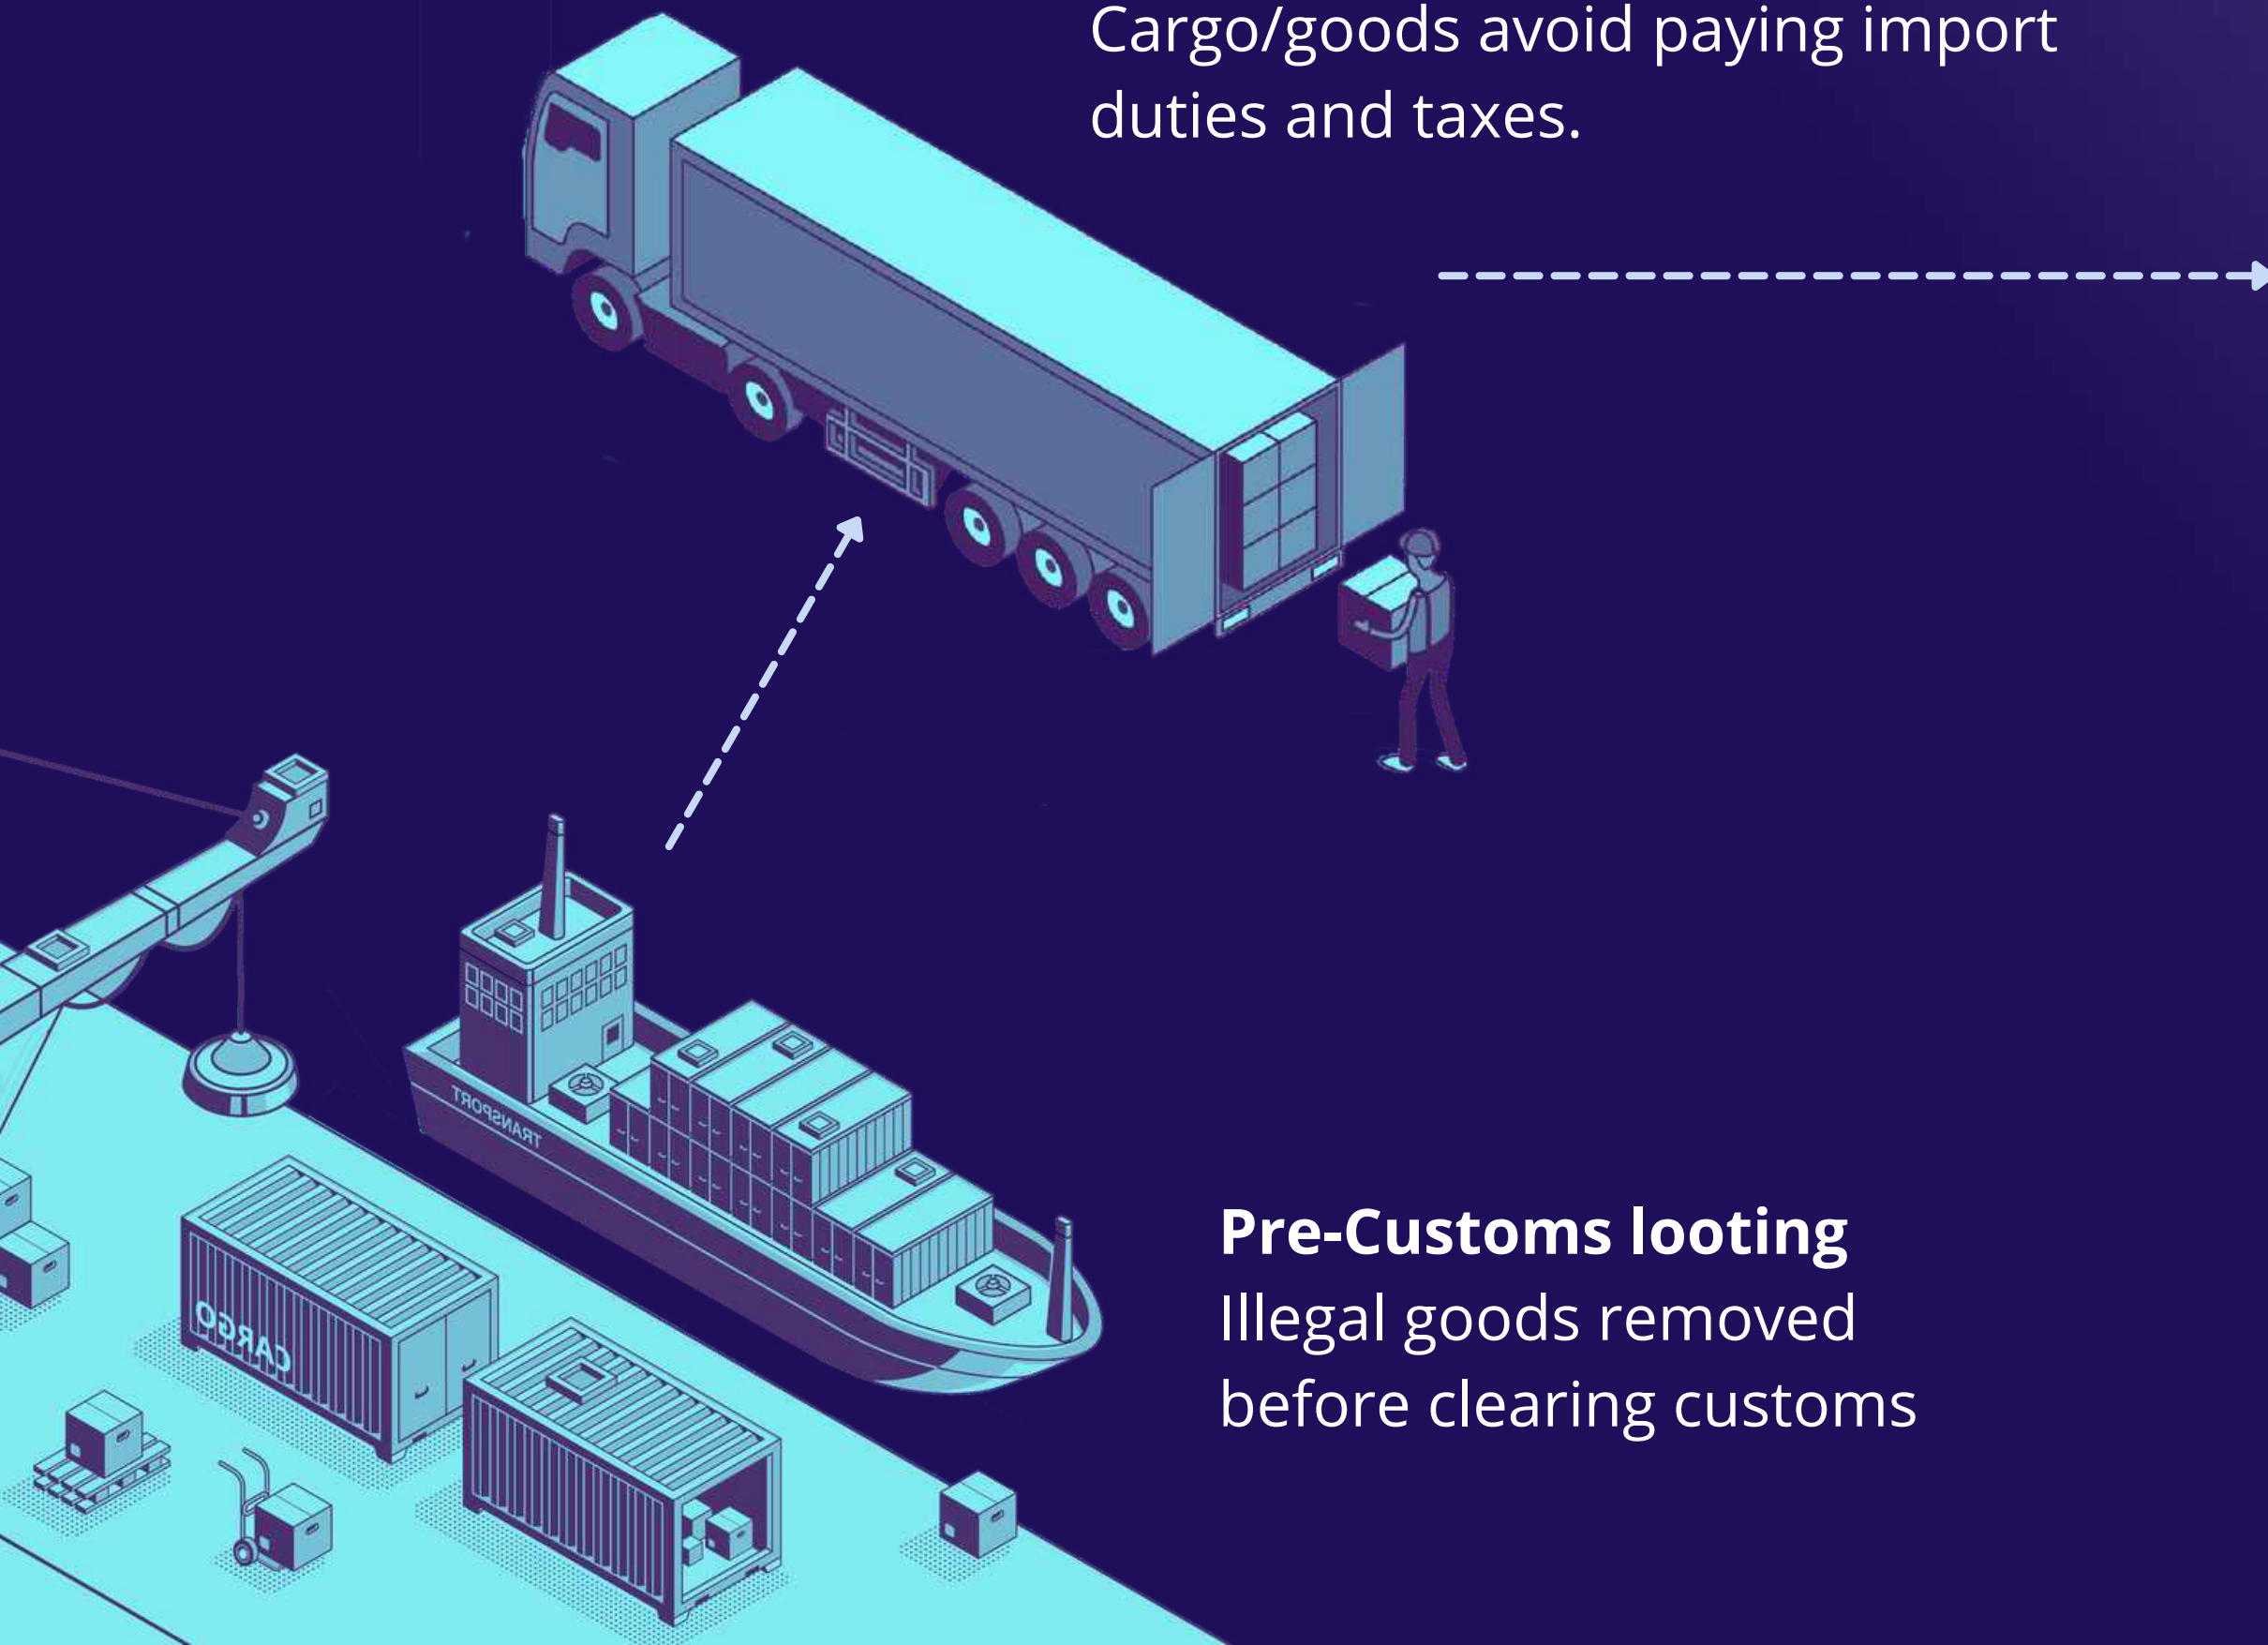 Cargo/goods avoid paying import
duties and taxes.
TRANSPORT
Pre-Customs looting
Illegal goods removed
before clearing customs
CARGO